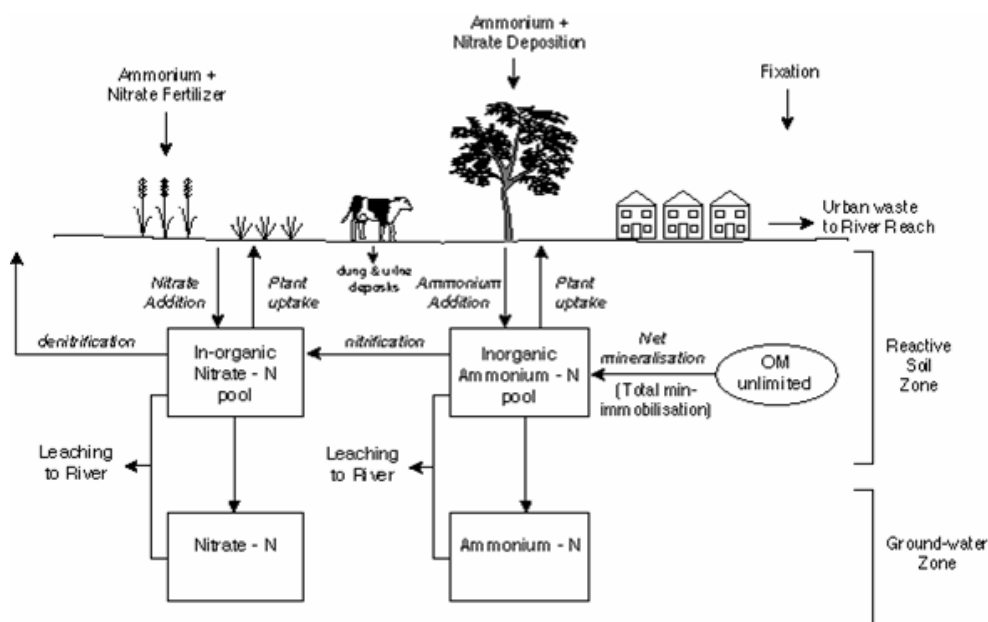 Ammonium +
Nitrate Deposition
Ammonium +
Nitrate Fertilizer
Fixation
Urban waste
to River Reach
dung & urine
deposits
Nitrate
Addition
Plant
uptake
Ammonium
Addition
Plant
uptake
denitrification
In-organic
Nitrate - N
pool
nitrification
Inorganic
Ammonium - N
pool
Net
mineralisation
(Total min-
immobilisation)
OM
unlimited
Reactive
Soil
Zone
Leaching
to River
Leaching
to River
Nitrate - N
Ammonium - N
Ground-water
Zone